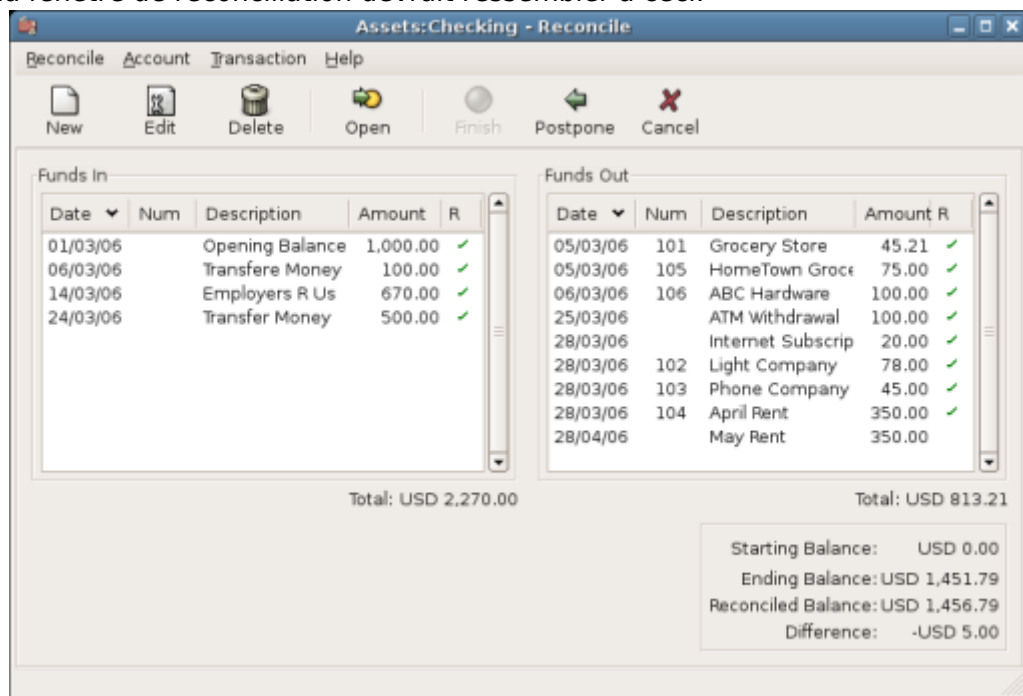 la fenêtre de réconciliation devrait ressembler à ceci:
Assets:Checking - Reconcile
Reconcile Account Transaction Help
New Edit Delete Open Finish Postpone Cancel
Funds In
Date Num Description Amount R
01/03/06 Opening Balance 1,000.00
06/03/06 Transfere Money 100.00
14/03/06 Employers R Us 670.00
24/03/06 Transfer Money 500.00
Total: USD 2,270.00
Funds Out
Date Num Description Amount R
05/03/06 101 Grocery Store 45.21
05/03/06 105 HomeTown Groce 75.00
06/03/06 106 ABC Hardware 100.00
25/03/06 ATM Withdrawal 100.00
28/03/06 Internet Subscrip 20.00
28/03/06 102 Light Company 78.00
28/03/06 103 Phone Company 45.00
28/03/06 104 April Rent 350.00
28/04/06 May Rent 350.00
Total: USD 813.21
Starting Balance: USD 0.00
Ending Balance: USD 1,451.79
Reconciled Balance: USD 1,456.79
Difference: -USD 5.00